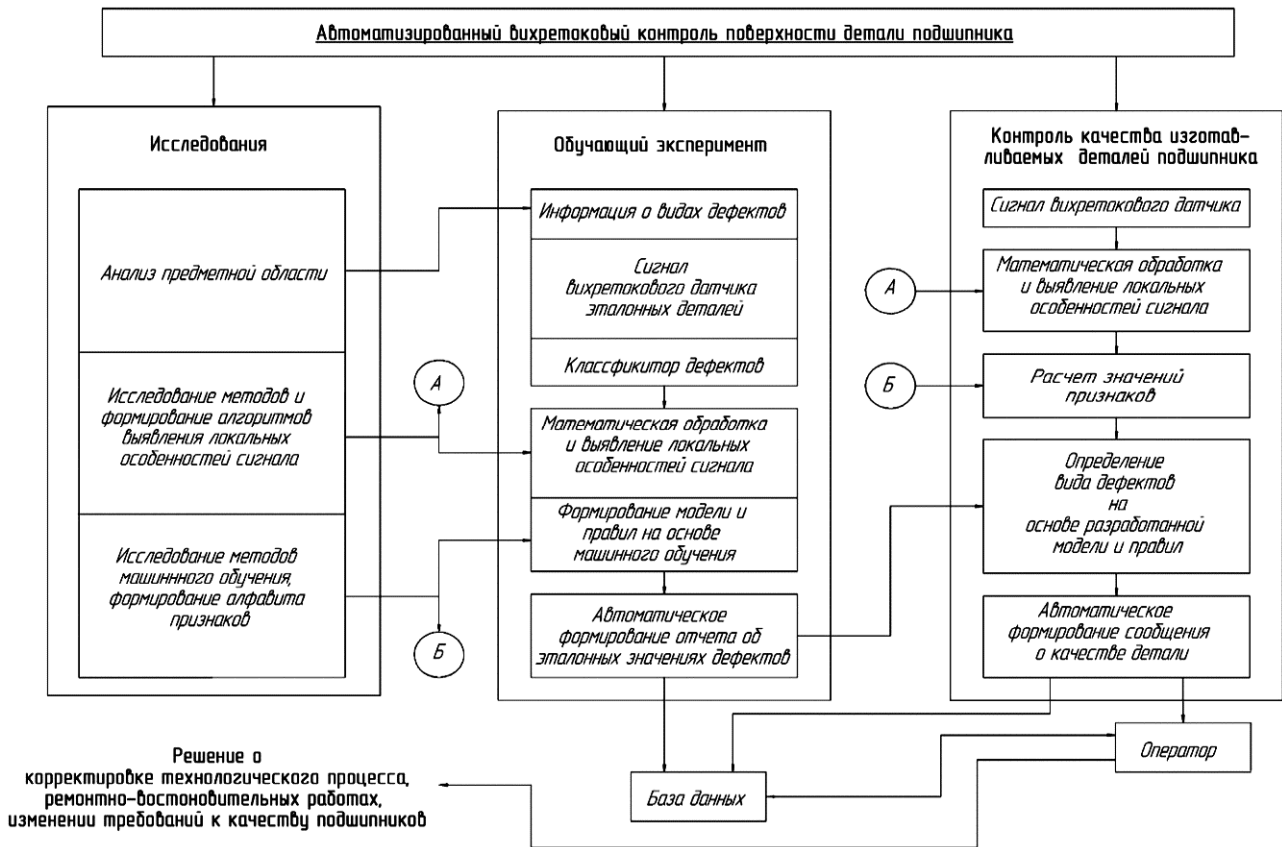 Автоматизированный вихретоковый контроль поверхности детали подшипника
Исследования
Анализ предметной области
Исследование методов и
формирование алгоритмов
выявления локальных
особенностей сигнала
Исследование методов
машиннного обучения,
формирование алфавита
признаков
А
Б
Обучающий эксперимент
Информация о видах дефектов
Сигнал
вихретокового датчика
эталонных деталей
Классфикитор дефектов
Математическая обработка
и выявление локальных
особенностей сигнала
Формирование модели и
правил на основе
машинного обучения
Автоматическое
формирование отчета об
эталонных значениях дефектов
Контроль качества изготав-
ливаемых деталей подшипника
Сигнал вихретокового датчика
А
Математическая обработка
и выявление локальных
особенностей сигнала
Б
Расчет значений
признаков
Определение
вида дефектов
на
основе разработанной
модели и правил
Автоматическое
формирование сообщения
о качестве детали
Оператор
База данных
Решение о
корректировке технологического процесса,
ремонтно-востоновительных работах,
изменении требований к качеству подшипников